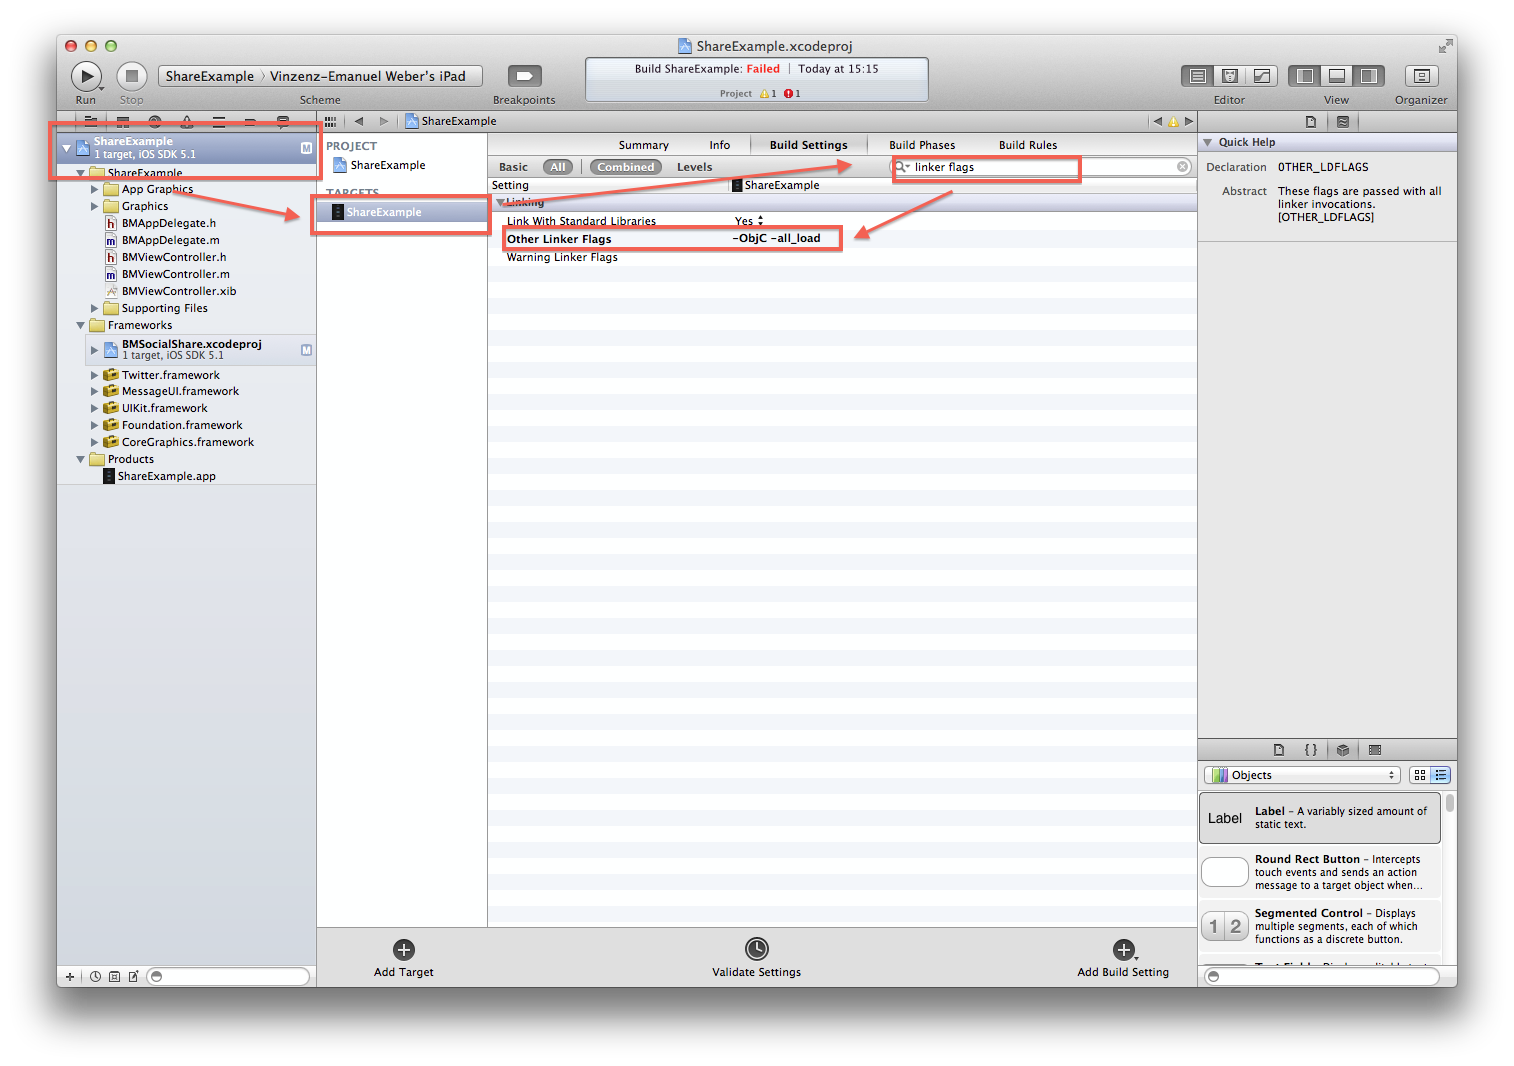 ShareExample.xcodeproj
ShareExample 〉 Vinzenz-Emanuel Weber's iPad
Build ShareExample: Failed | Today at 15:15
Project 1 1
Run
Stop
Scheme
Breakpoints
Editor
View
Organizer
ShareExample
ShareExample
1 target, iOS SDK 5.1
M
ShareExample
App Graphics
Graphics
BMAppDelegate.h
BMAppDelegate.m
BMViewController.h
BMViewController.m
BMViewController.xib
Supporting Files
Frameworks
BMSocialShare.xcodeproj
1 target, iOS SDK 5.1
M
Twitter.framework
MessageUI.framework
UIKit.framework
Foundation.framework
CoreGraphics.framework
Products
ShareExample.app
PROJECT
ShareExample
TARGETS
ShareExample
Summary
Info
Build Settings
Build Phases
Build Rules
Basic
All
Combined
Levels
linker flags
Setting
ShareExample
Linking
Link With Standard Libraries Yes
Other Linker Flags -ObjC -all_load
Warning Linker Flags
Add Target
Validate Settings
Add Build Setting
Quick Help
Declaration OTHER_LDFLAGS
Abstract These flags are passed with all
linker invocations.
[OTHER_LDFLAGS]
{ }
Objects
Label
Label - A variably sized amount of
static text.
Round Rect Button - Intercepts
touch events and sends an action
message to a target object when...
1 2
Segmented Control - Displays
multiple segments, each of which
functions as a discrete button.